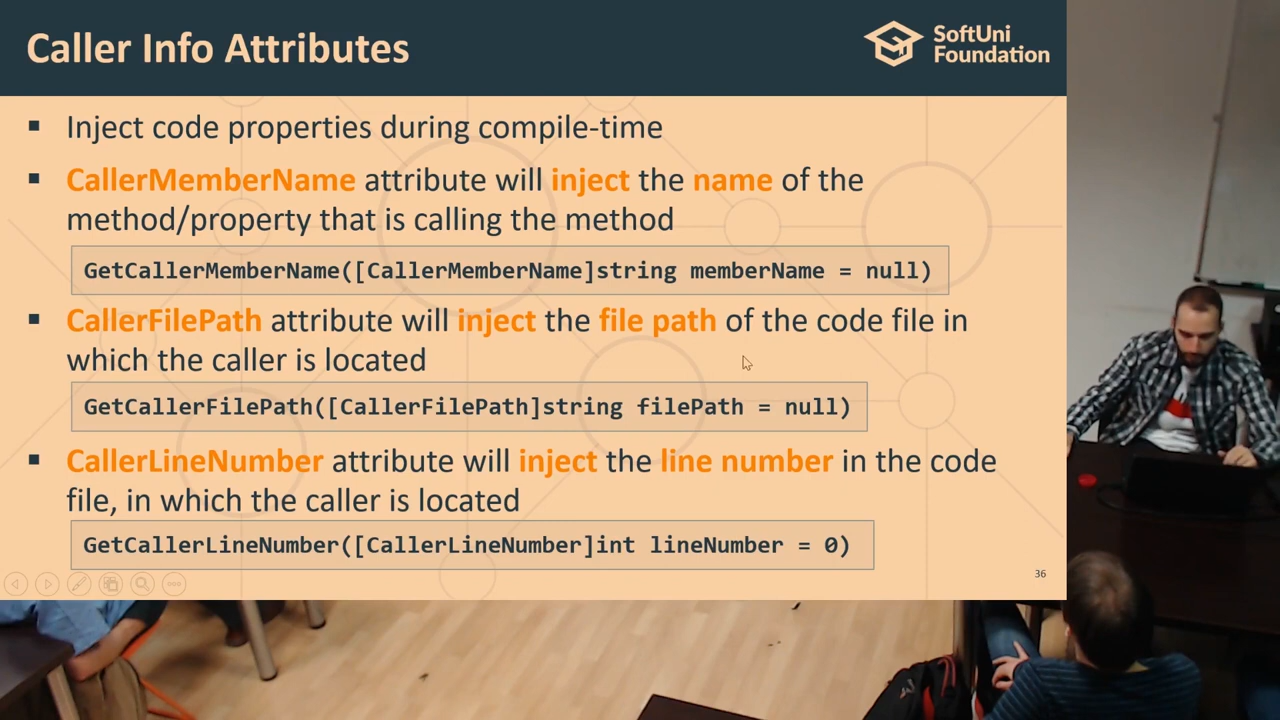 Caller Info Attributes
SoftUni
Foundation
▪ Inject code properties during compile-time
▪ CallerMemberName attribute will inject the name of the
method/property that is calling the method
GetCallerMemberName([CallerMemberName]string memberName = null)
▪ CallerFilePath attribute will inject the file path of the code file in
which the caller is located
GetCallerFilePath([CallerFilePath]string filePath = null)
▪ CallerLineNumber attribute will inject the line number in the code
file, in which the caller is located
GetCallerLineNumber([CallerLineNumber]int lineNumber = 0)
36